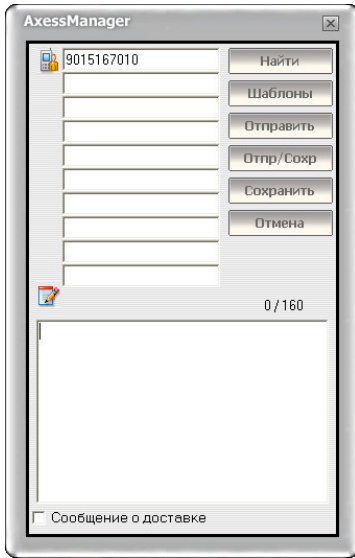 AxessManager
9015167010
Найти
Шаблоны
Отправить
Отпр/Сохр
Сохранить
Отмена
0/160
Сообщение о доставке